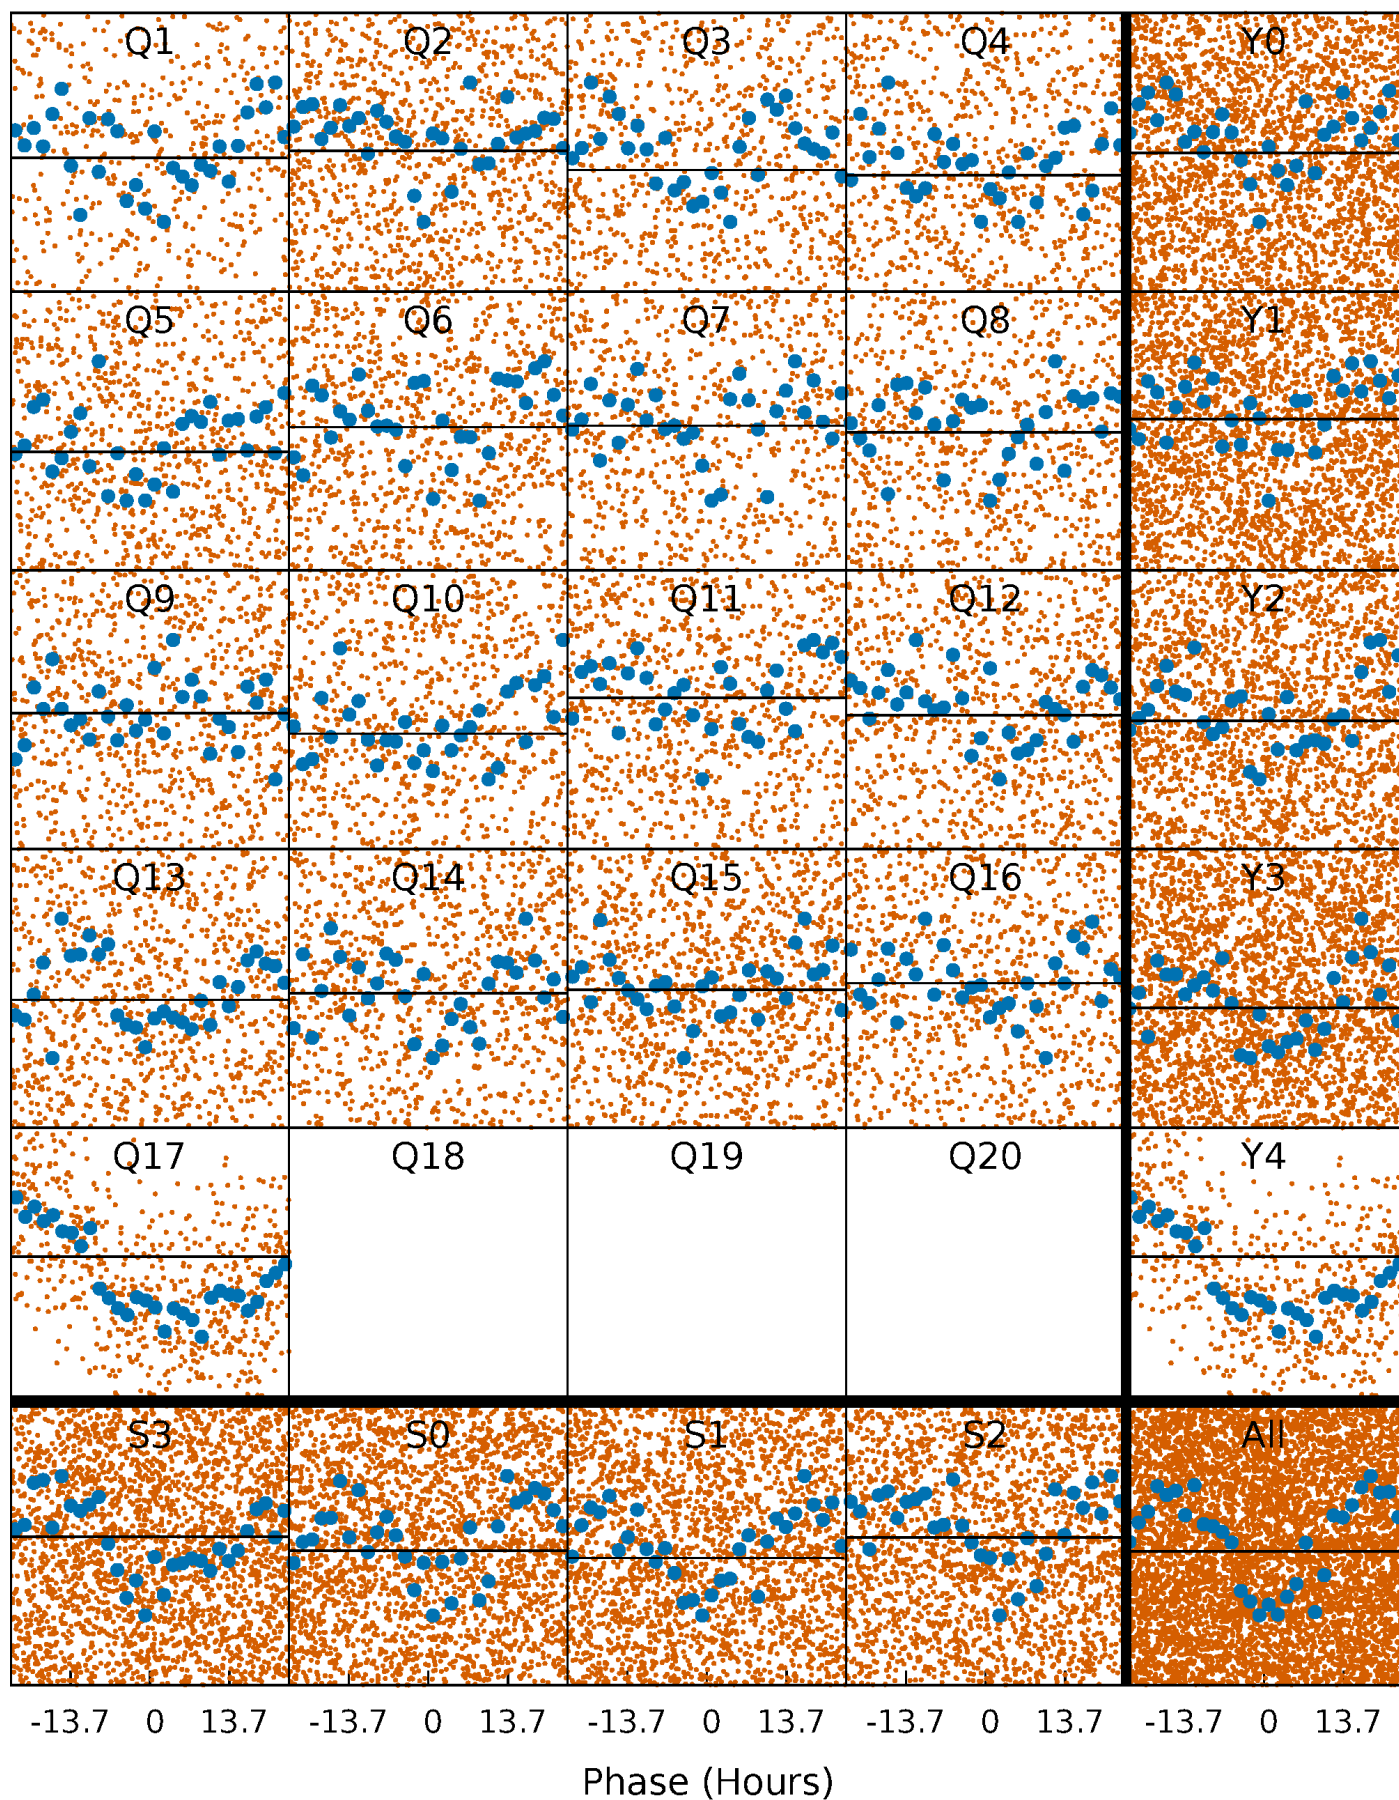 Q1 Q2 Q3 Q4 Y0
Q5 Q6 Q7 Q8 Y1
Q9 Q10 Q11 Q12 Y2
Q13 Q14 Q15 Q16 Y3
Q17 Q18 Q19 Q20 Y4
S3 S0 S1 S2 All
-13.7 0 13.7 -13.7 0 13.7 -13.7 0 13.7 -13.7 0 13.7 -13.7 0 13.7
Phase (Hours)